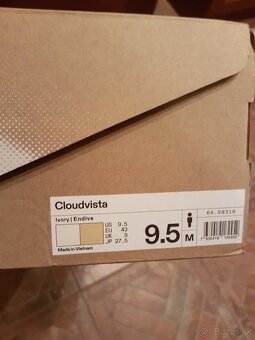 Cloudvista
Ivory | Endive
US 9.5
EU 43
UK 9
JP 27.5
9.5 M
64.98318
Made in Vietnam